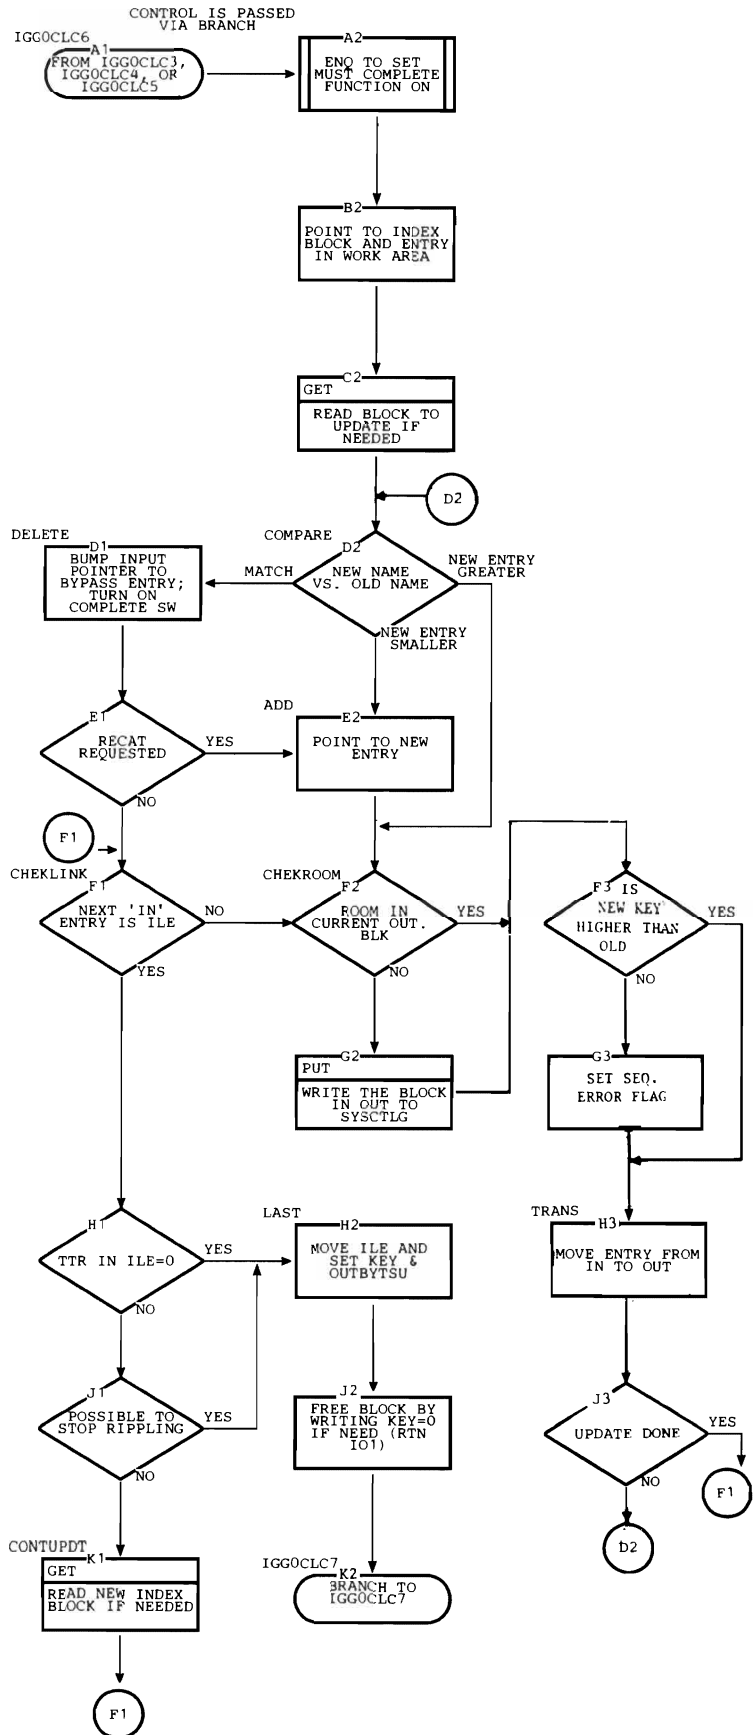 CONTROL IS PASSED
VIA BRANCH
IGG0CLC6
A1
FROM IGG0CLC3,
IGG0CLC4, OR
IGG0CLC5
A2
ENQ TO SET
MUST COMPLETE
FUNCTION ON
B2
POINT TO INDEX
BLOCK AND ENTRY
IN WORK AREA
C2
GET
READ BLOCK TO
UPDATE IF
NEEDED
D2
DELETE
D1
BUMP INPUT
POINTER TO
BYPASS ENTRY;
TURN ON
COMPLETE SW
MATCH
COMPARE
D2
NEW NAME
VS. OLD NAME
NEW ENTRY
GREATER
NEW ENTRY
SMALLER
E1
RECAT
REQUESTED
YES
NO
ADD
E2
POINT TO NEW
ENTRY
F1
CHEKLINK
F1
NEXT 'IN'
ENTRY IS ILE
NO
YES
CHEKROOM
F2
ROOM IN
CURRENT OUT.
BLK
YES
NO
F3 IS
NEW KEY
HIGHER THAN
OLD
YES
NO
G2
PUT
WRITE THE BLOCK
IN OUT TO
SYSCTLG
G3
SET SEQ.
ERROR FLAG
H1
TTR IN ILE=0
YES
NO
LAST
H2
MOVE ILE AND
SET KEY &
OUTBYTSU
TRANS
H3
MOVE ENTRY FROM
IN TO OUT
J1
POSSIBLE TO
STOP RIPPLING
YES
NO
J2
FREE BLOCK BY
WRITING KEY=0
IF NEED (RTN
IO1)
J3
UPDATE DONE
YES
NO
F1
D2
CONTUPDT
K1
GET
READ NEW INDEX
BLOCK IF NEEDED
IGG0CLC7
K2
BRANCH TO
IGG0CLC7
F1